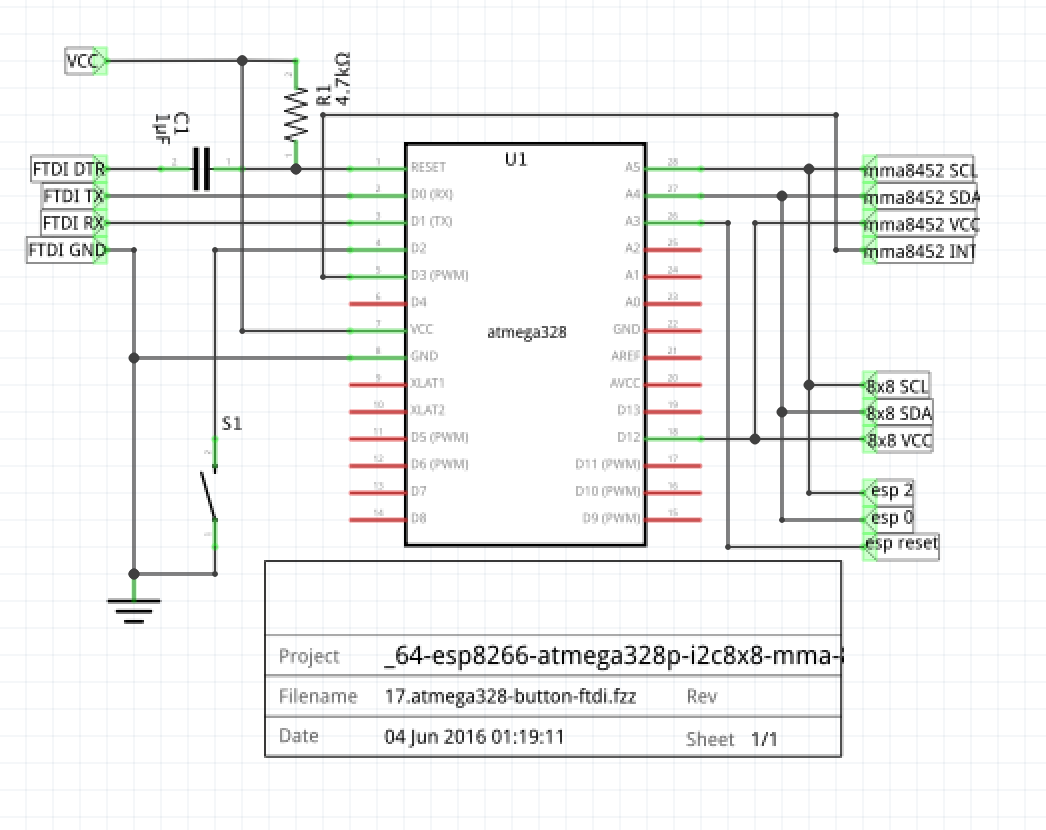 VCC
R1
4.7kΩ
C1
1µF
2
1
2
1
FTDI DTR
FTDI TX
FTDI RX
FTDI GND
U1
atmega328
1 RESET
2 D0 (RX)
3 D1 (TX)
4 D2
5 D3 (PWM)
6 D4
7 VCC
8 GND
9 XLAT1
10 XLAT2
11 D5 (PWM)
12 D6 (PWM)
13 D7
14 D8
A5 28
A4 27
A3 26
A2 25
A1 24
A0 23
GND 22
AREF 21
AVCC 20
D13 19
D12 18
D11 (PWM) 17
D10 (PWM) 16
D9 (PWM) 15
mma8452 SCL
mma8452 SDA
mma8452 VCC
mma8452 INT
8x8 SCL
8x8 SDA
8x8 VCC
esp 2
esp 0
esp reset
S1
2
1
Project _64-esp8266-atmega328p-i2c8x8-mma-
Filename 17.atmega328-button-ftdi.fzz Rev
Date 04 Jun 2016 01:19:11 Sheet 1/1